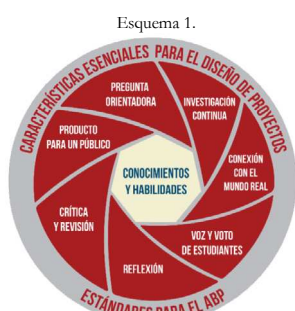 Esquema 1.
CARACTERÍSTICAS ESENCIALES PARA EL DISEÑO DE PROYECTOS
PREGUNTA
ORIENTADORA
INVESTIGACIÓN
CONTINUA
CONEXIÓN
CON EL
MUNDO REAL
VOZ Y VOTO
DE ESTUDIANTES
REFLEXIÓN
CRÍTICA
Y REVISIÓN
PRODUCTO
PARA UN PÚBLICO
CONOCIMIENTOS
Y HABILIDADES
ESTÁNDARES PARA EL ABP